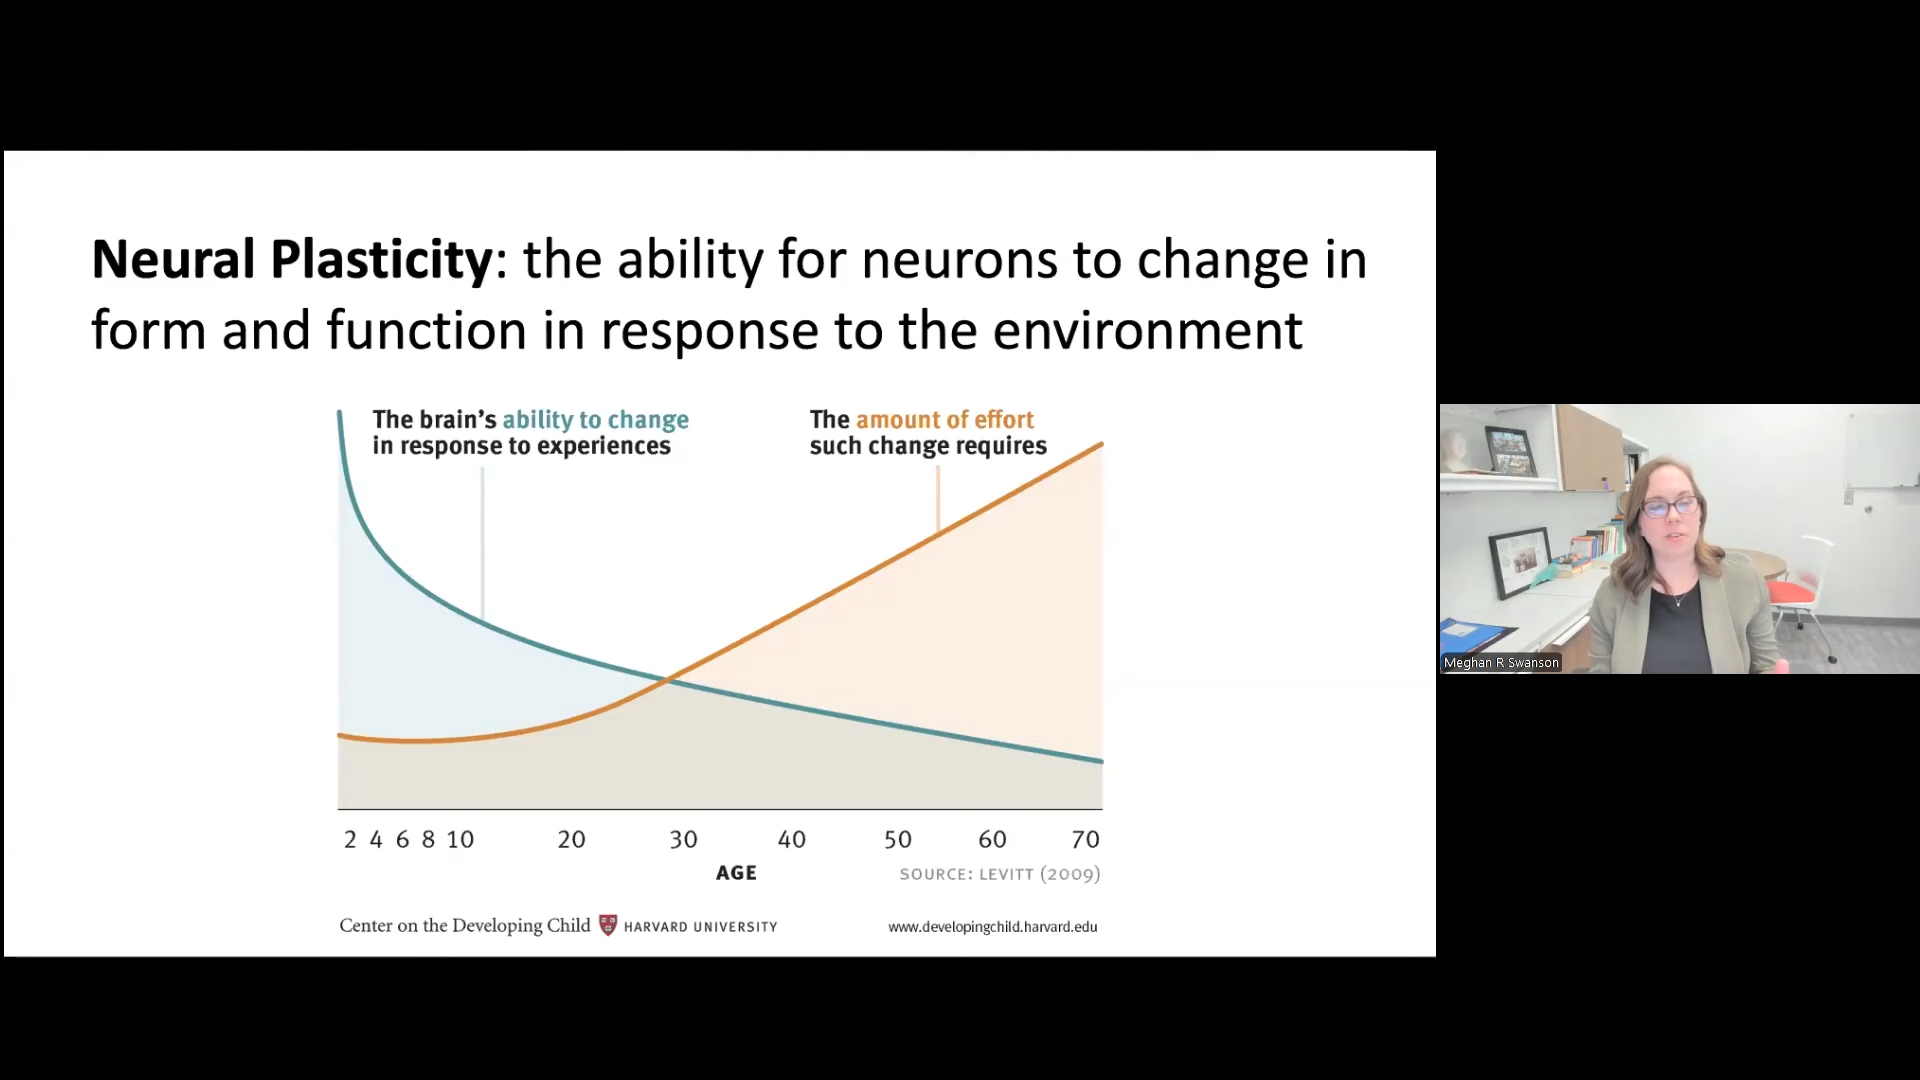 Neural Plasticity: the ability for neurons to change in
form and function in response to the environment
The brain's ability to change
in response to experiences
The amount of effort
such change requires
2 4 6 8 10 20 30 40 50 60 70
AGE
SOURCE: LEVITT (2009)
Center on the Developing Child HARVARD UNIVERSITY
www.developingchild.harvard.edu
Meghan R Swanson